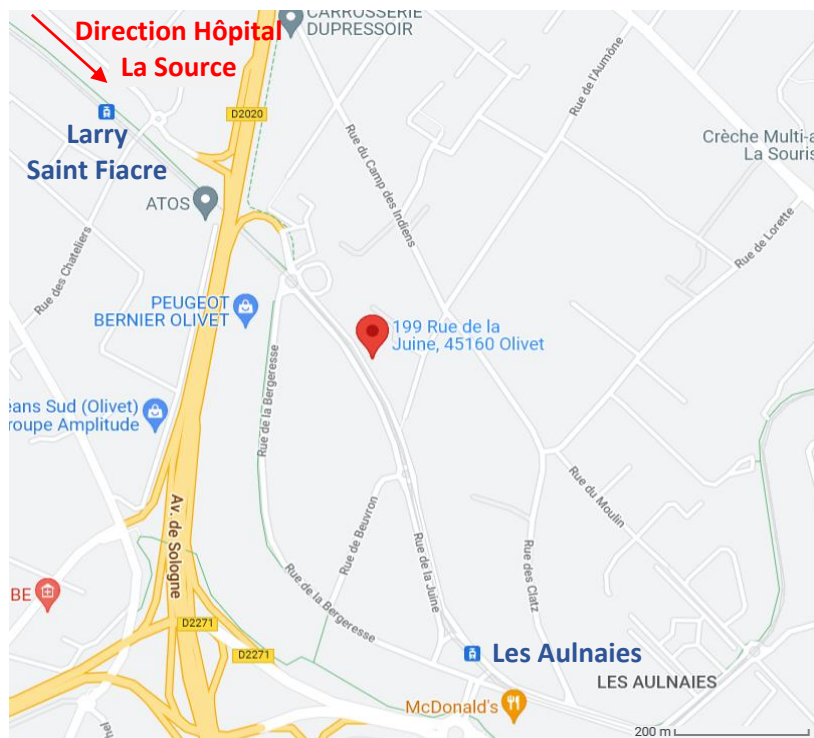 CARROSSERIE
DUPRESSOIR
Direction Hôpital
La Source
D2020
Larry
Saint Fiacre
ATOS
Rue du Camp des Indiens
Rue de l'Aumône
Crèche Multi-a
La Souris
Rue de Lorette
Rue des Chateliers
PEUGEOT
BERNIER OLIVET
199 Rue de la
Juine, 45160 Olivet
Rue de la Bergeresse
éans Sud (Olivet)
roupe Amplitude
Av. de Sologne
Rue de Beuvron
Rue de la Juine
Rue du Moulin
Rue des Clatz
BE
Rue de la Bergeresse
D2271
D2271
Les Aulnaies
LES AULNAIES
McDonald's
hel
200 m